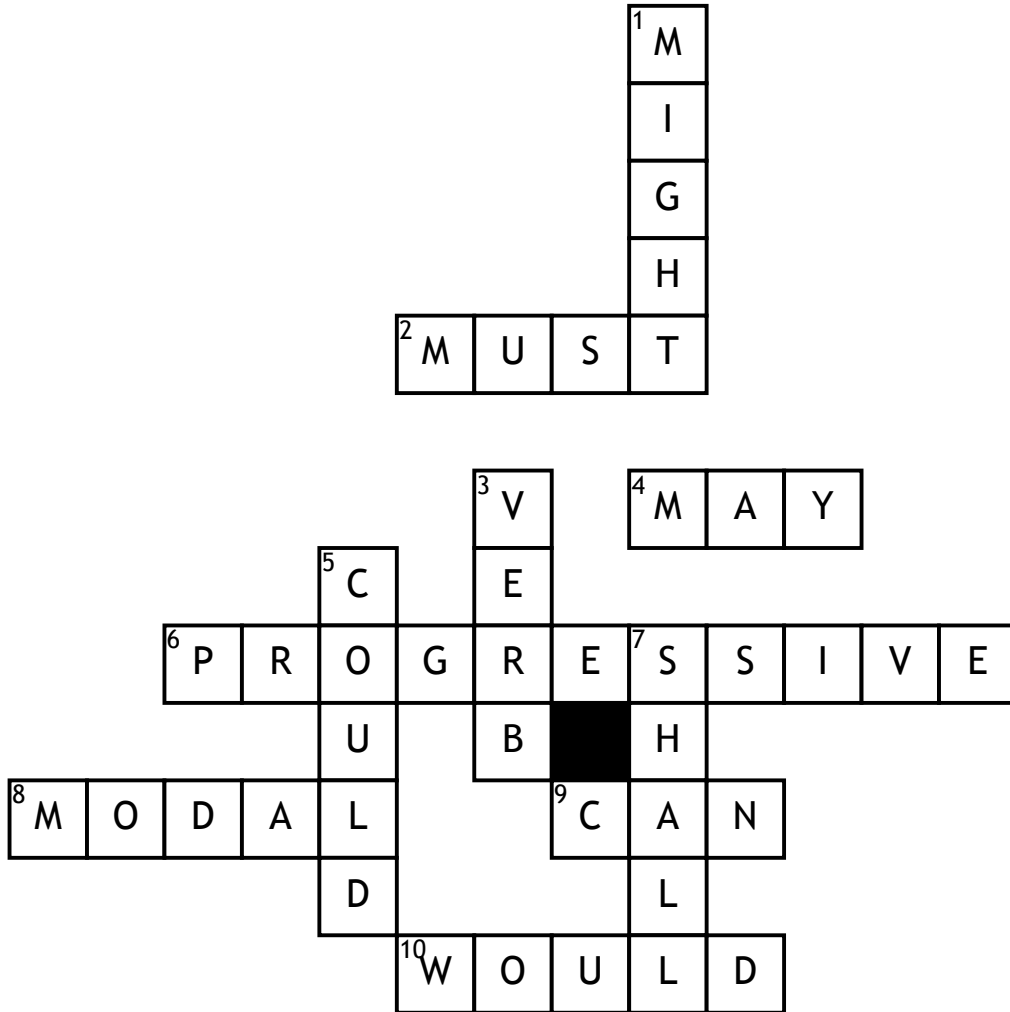 1 M
I
G
H
2 M U S T
3 V 4 M A Y
5 C E
6 P R O G R E 7 S S I V E
U B H
8 M O D A L 9 C A N
D L
10 W O U L D